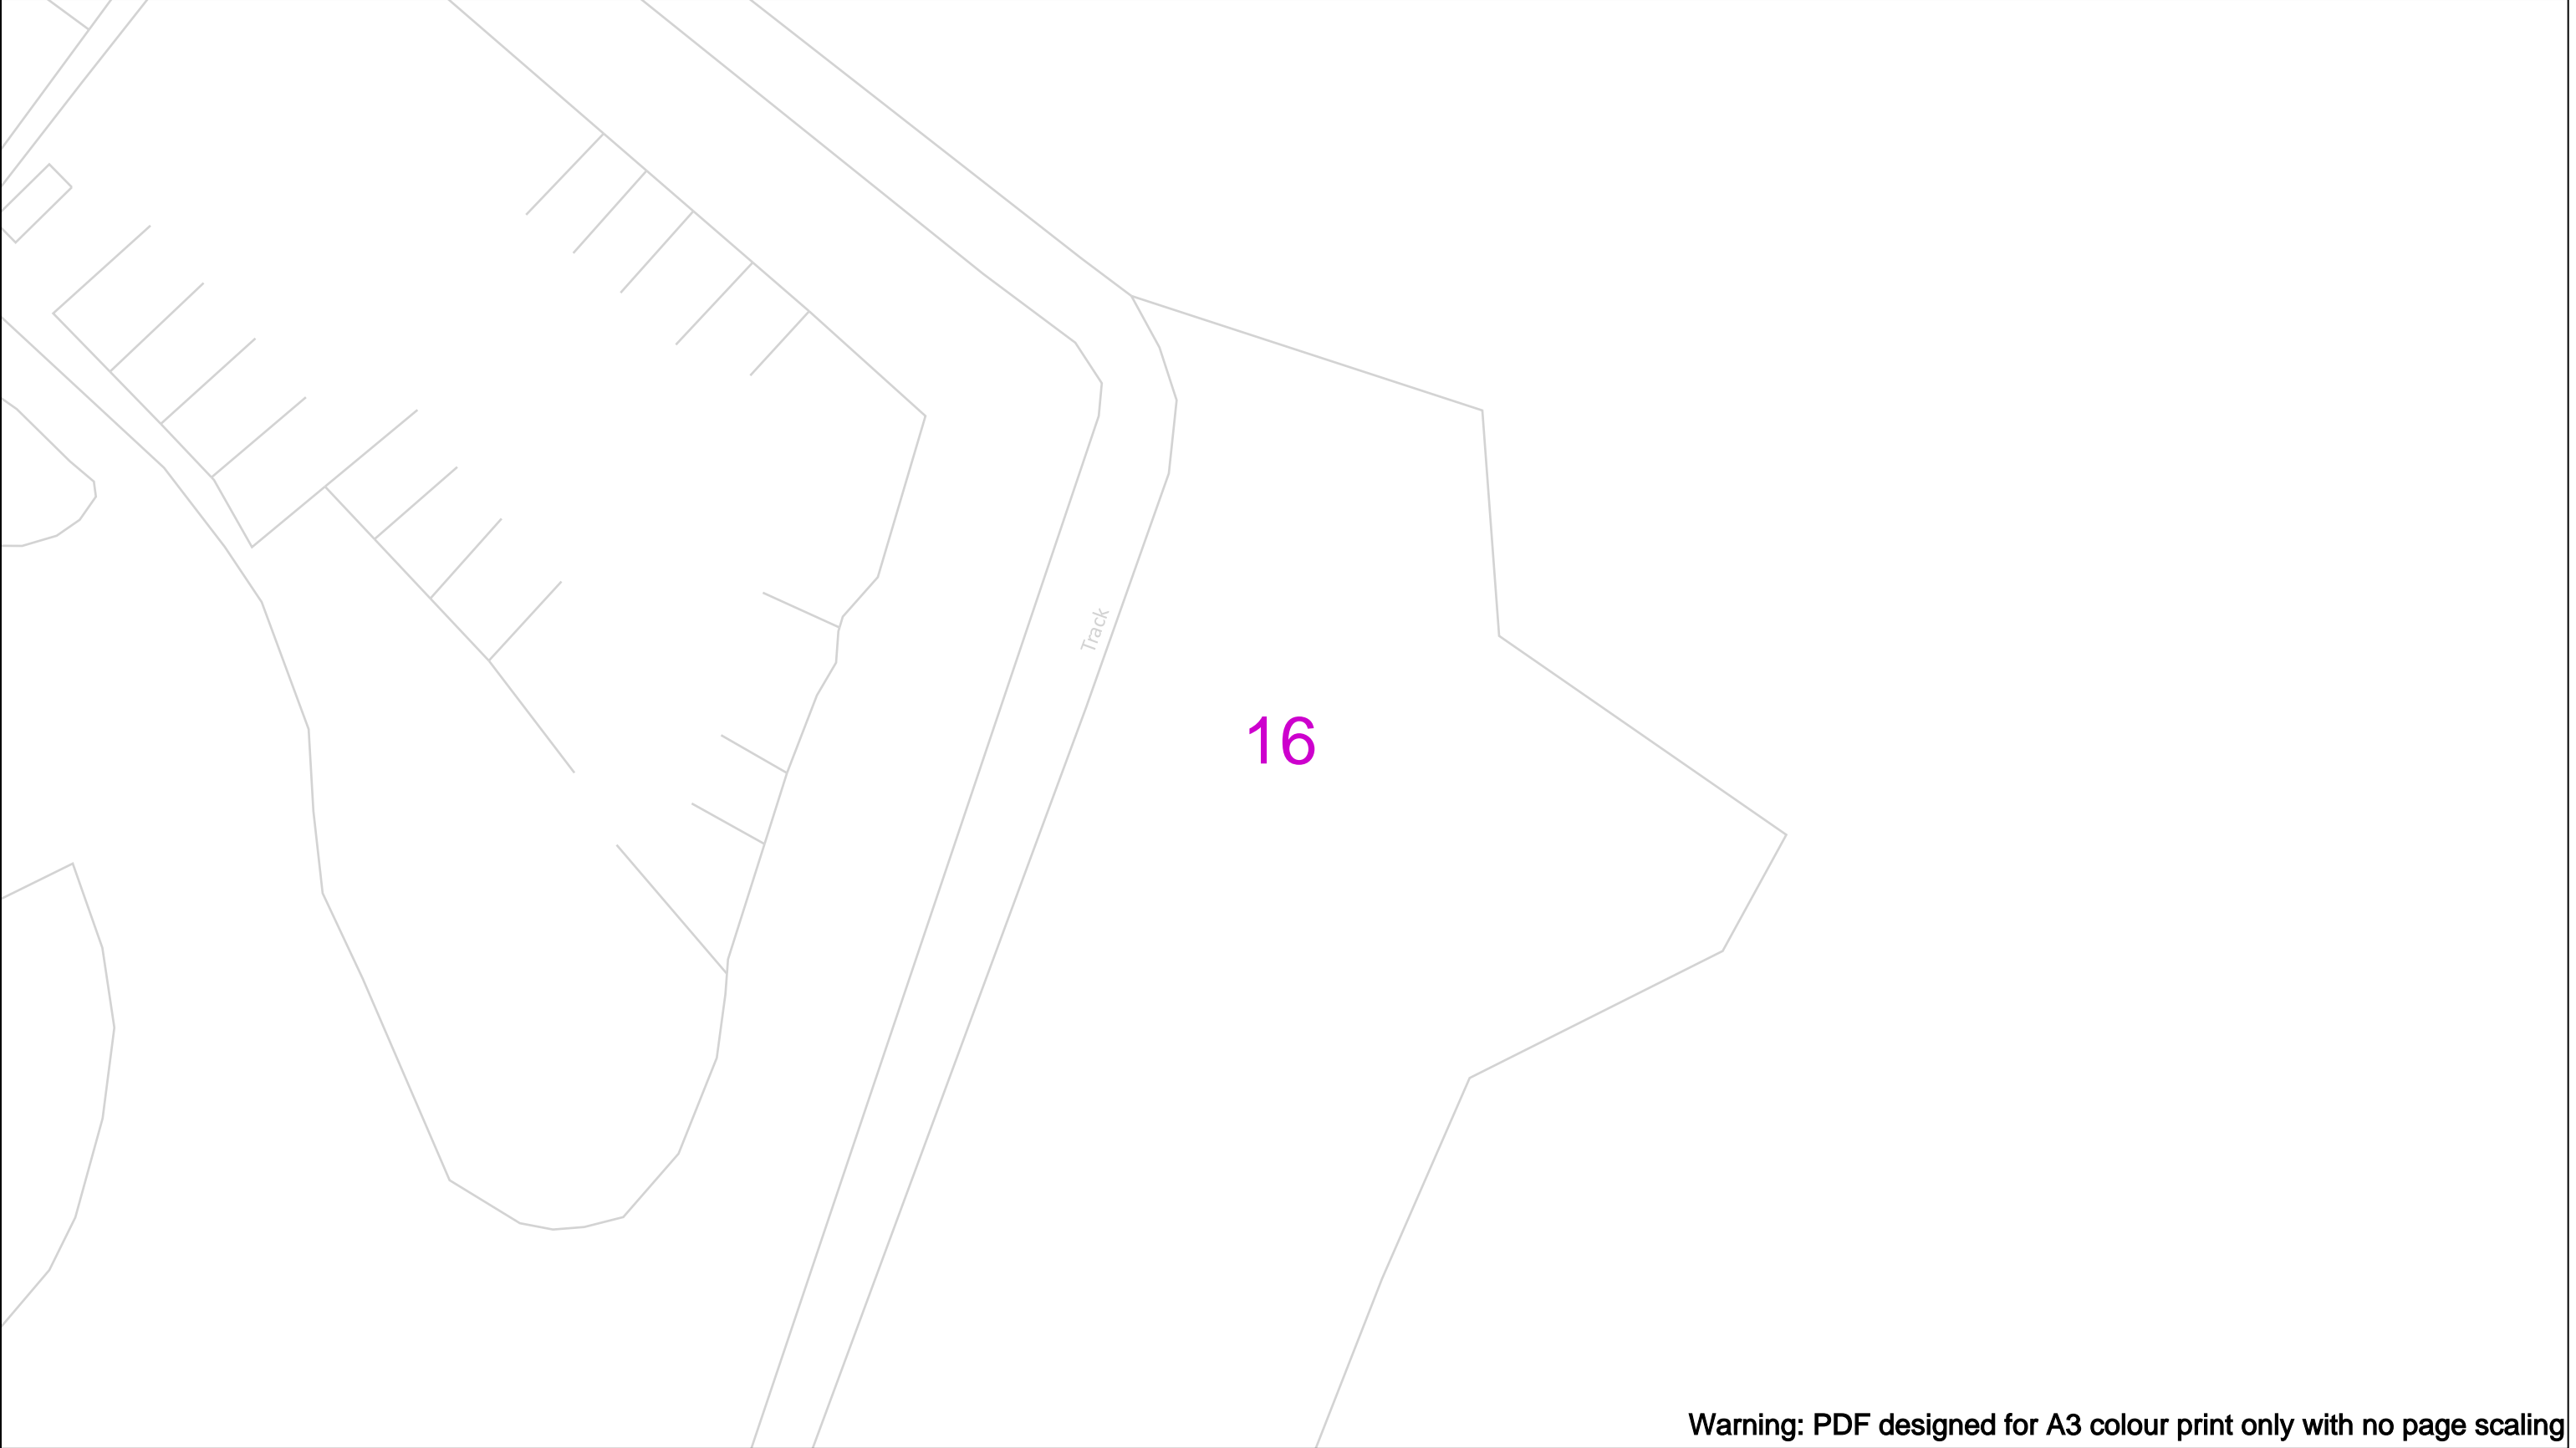 Track
16
Warning: PDF designed for A3 colour print only with no page scaling